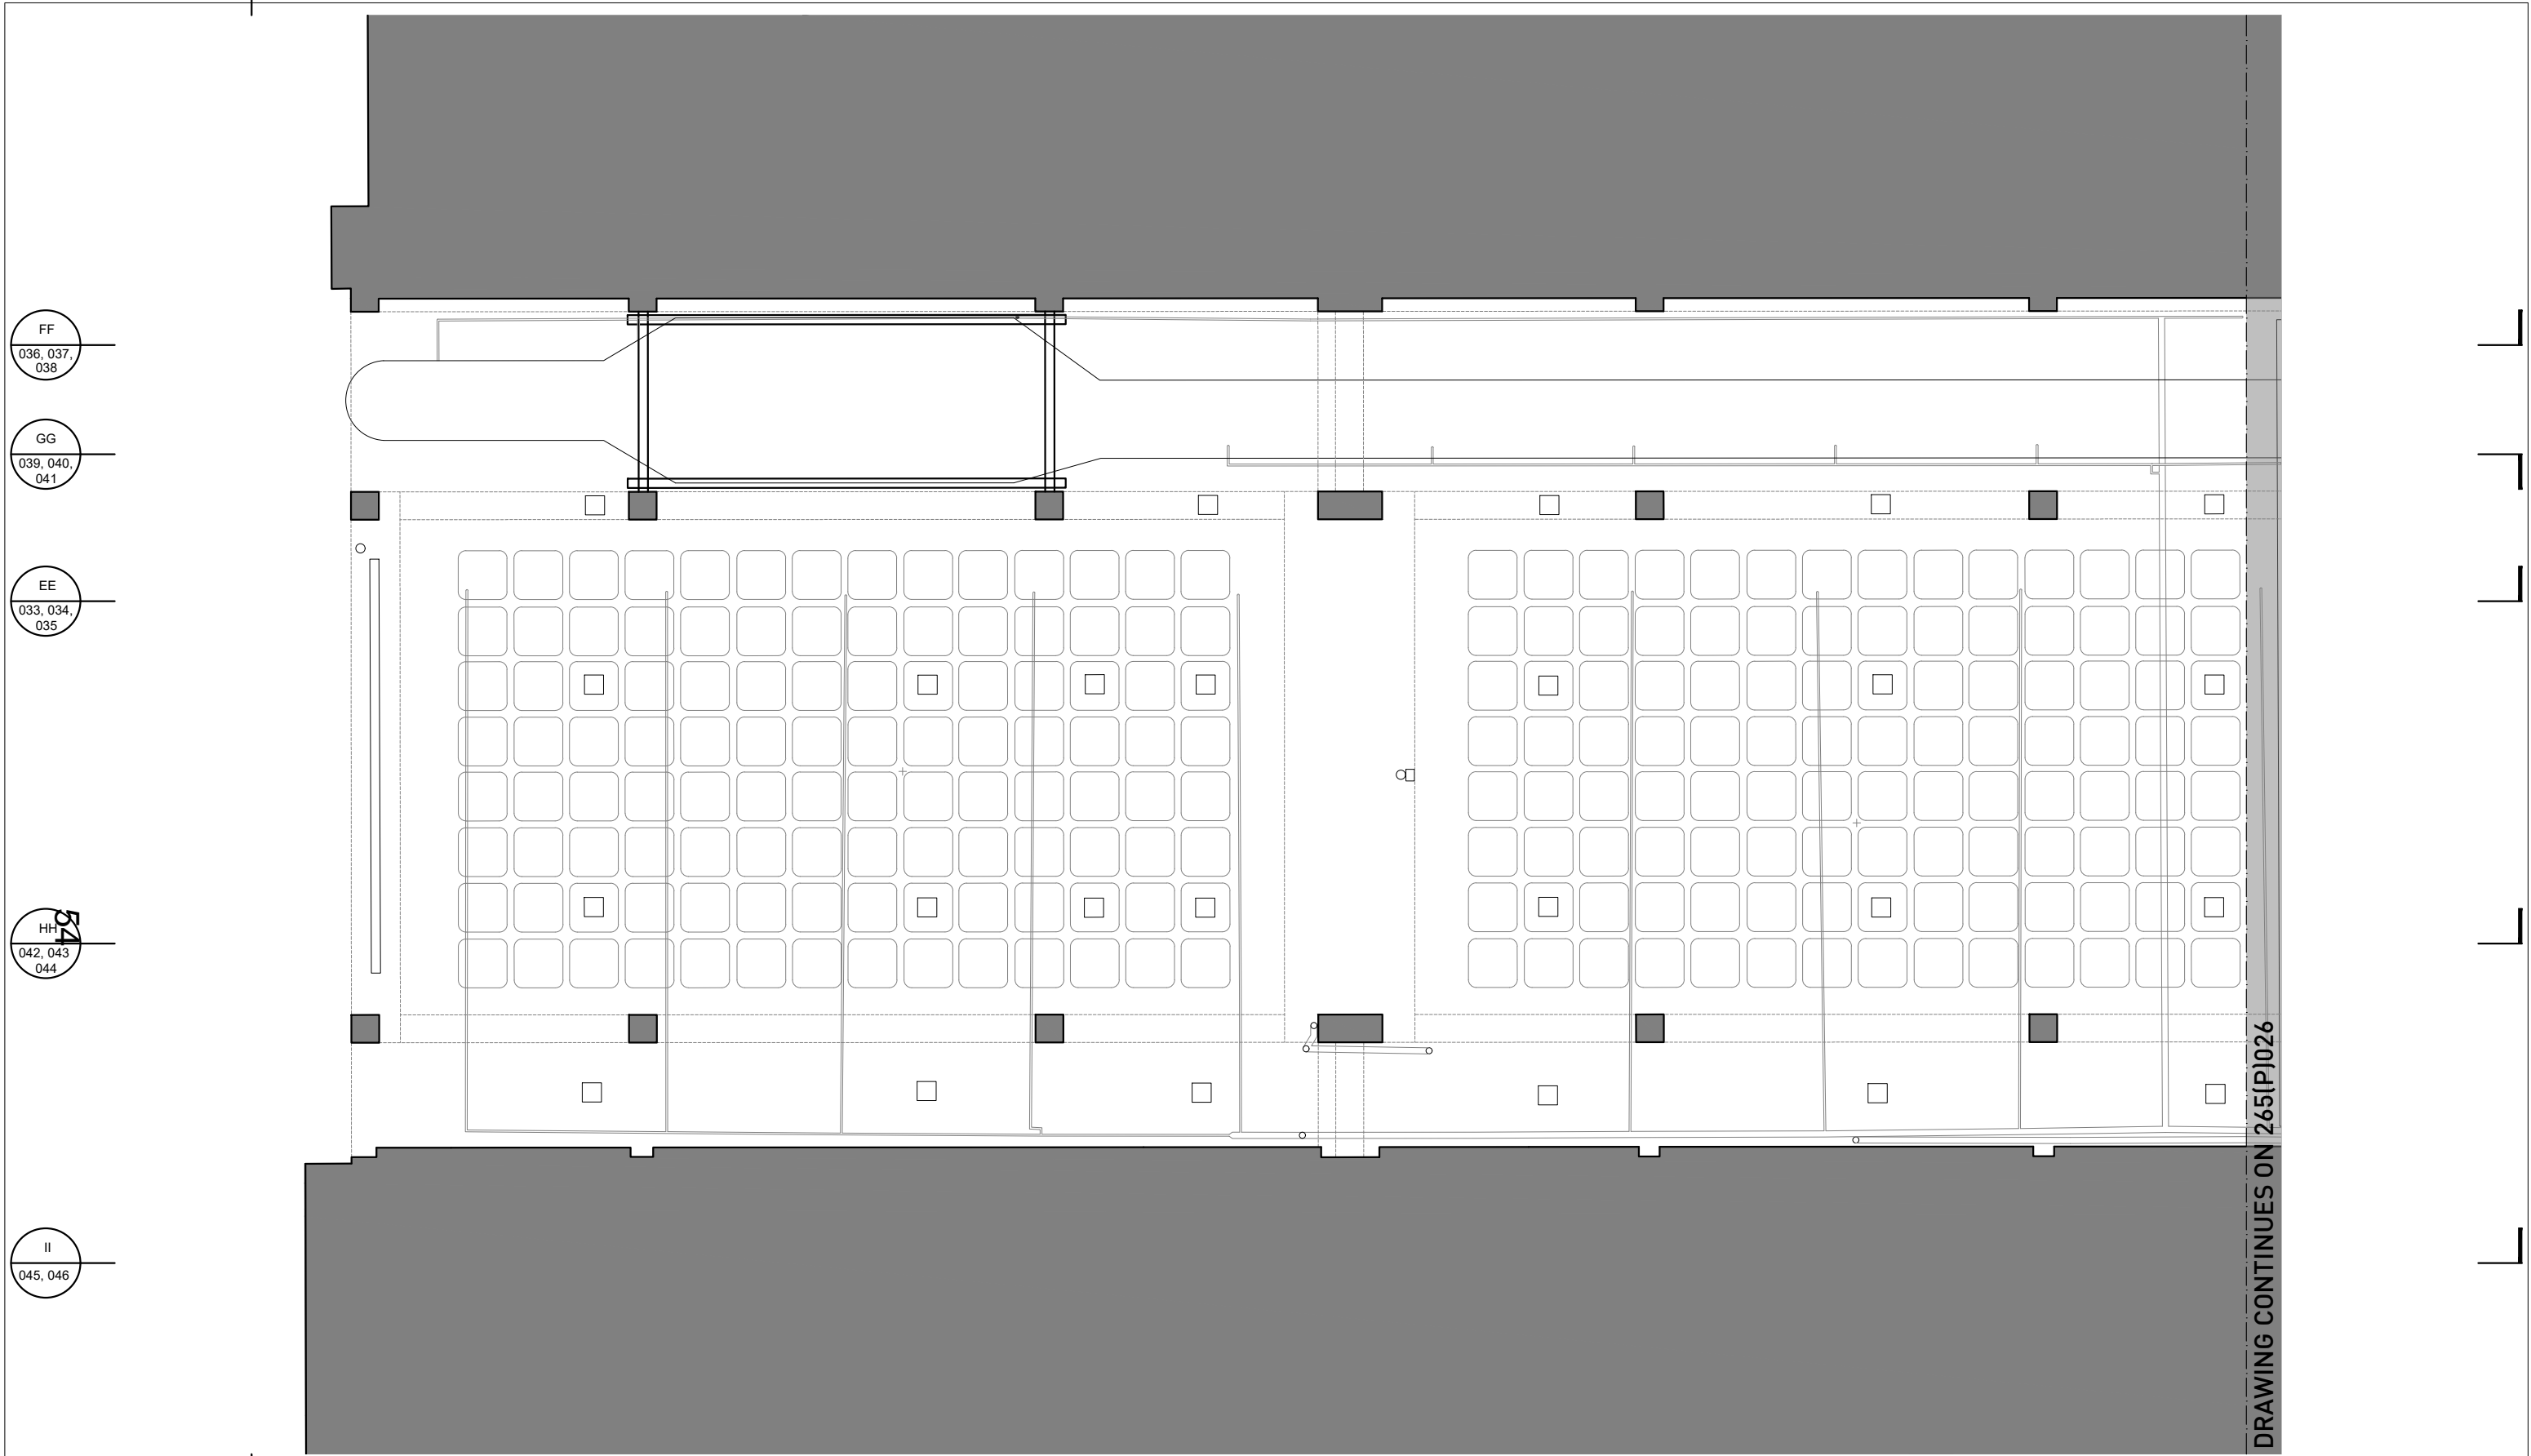 FF
036, 037,
038
GG
039, 040,
041
EE
033, 034,
035
HH
54
042, 043
044
II
045, 046
DRAWING CONTINUES ON 265(P)026